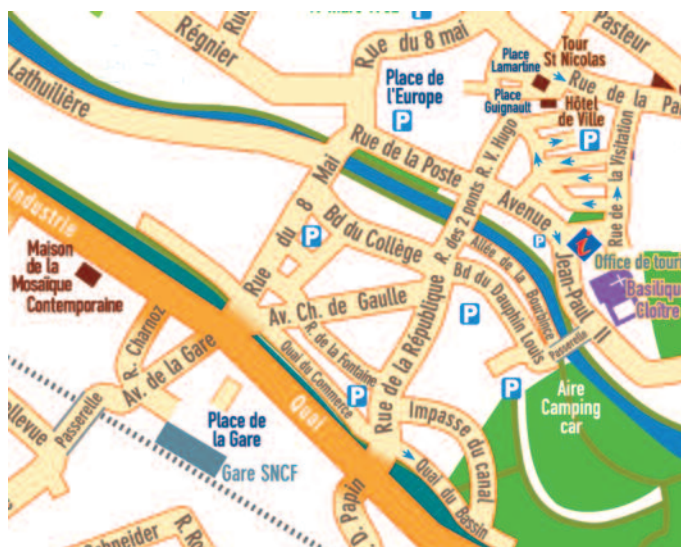 Régnier
Rue du 8 mai
Pasteur
Tour
St Nicolas
Place
Lamartine
Rue de la
Lathuilière
Place de
l'Europe
P
P
Place
Guignault
Hôtel
de Ville
P
Rue de la Poste
R. des 2 ponts R. V. Hugo
Rue de la Visitation
Avenue Jean-Paul II
Industrie
Rue du 8 Mai
Bd du Collège
P
P
i
Office de
Basilique
Cloître
Maison
de la
Mosaïque
Contemporaine
Allée de la Boursince
Bd du Dauphin Louis
Passerelle
Av. Ch. de Gaulle
P
R. Charnoz
Av. de la Gare
R. de la Fontaine
Quai du Commerce
Rue de la République
P
P
Aire
Camping
car
Passerelle
Place de
la Gare
Gare SNCF
Quai
Impasse du canal
Quai du Bassin
D. Papin